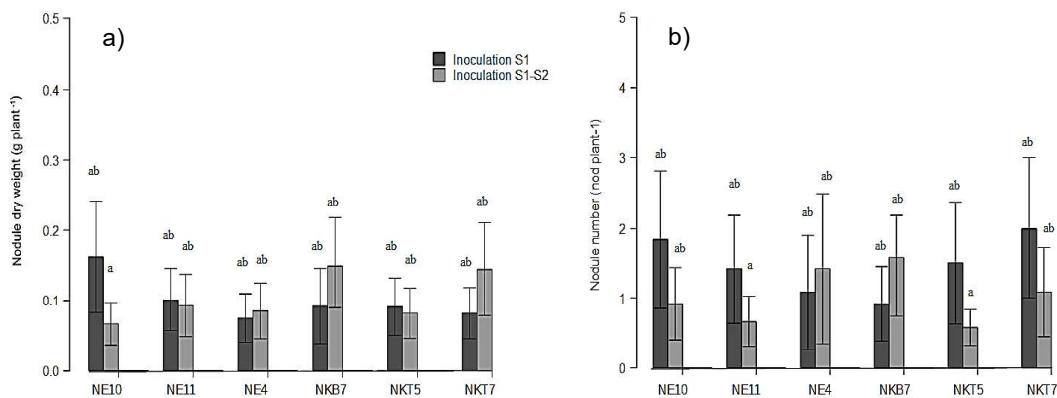 a)
Nodule dry weight (g plant⁻¹)
0.5
0.4
0.3
0.2
0.1
0.0
Inoculation S1
Inoculation S1-S2
ab
a
ab
ab
ab
ab
ab
ab
ab
ab
ab
ab
NE10 NE11 NE4 NKB7 NKT5 NKT7
b)
Nodule number (nod plant-1)
5
4
3
2
1
0
ab
ab
ab
a
ab
ab
ab
ab
ab
a
ab
ab
NE10 NE11 NE4 NKB7 NKT5 NKT7